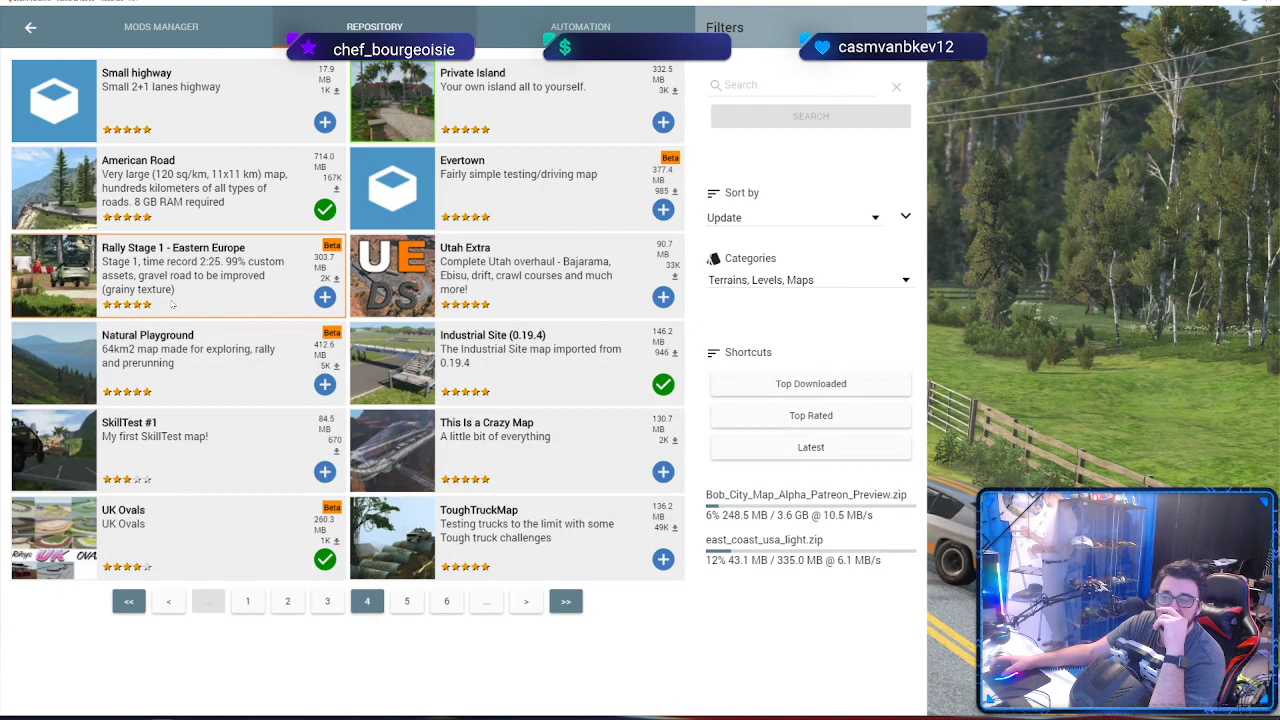 MODS MANAGER
REPOSITORY
AUTOMATION
Filters
chef_bourgeoisie
$
casmvanbkev12
Small highway
Small 2+1 lanes highway
17.9
MB
1K
Private Island
Your own island all to yourself.
332.5
MB
3K
American Road
Very large (120 sq/km, 11x11 km) map,
hundreds kilometers of all types of
roads. 8 GB RAM required
714.0
MB
167K
Evertown
Fairly simple testing/driving map
Beta
377.4
MB
985
Rally Stage 1 - Eastern Europe
Stage 1, time record 2:25. 99% custom
assets, gravel road to be improved
(grainy texture)
Beta
303.7
MB
2K
UE
DS
Utah Extra
Complete Utah overhaul - Bajarama,
Ebisu, drift, crawl courses and much
more!
90.7
MB
33K
Natural Playground
64km2 map made for exploring, rally
and prerunning
Beta
412.6
MB
5K
Industrial Site (0.19.4)
The Industrial Site map imported from
0.19.4
146.2
MB
946
SkillTest #1
My first SkillTest map!
84.5
MB
670
This Is a Crazy Map
A little bit of everything
130.7
MB
2K
UK OVA
UK Ovals
UK Ovals
Beta
260.3
MB
1K
ToughTruckMap
Testing trucks to the limit with some
Tough truck challenges
136.2
MB
49K
<< < ... 1 2 3 4 5 6 ... > >>
Search
SEARCH
Sort by
Update
Categories
Terrains, Levels, Maps
Shortcuts
Top Downloaded
Top Rated
Latest
Bob_City_Map_Alpha_Patreon_Preview.zip
6% 248.5 MB / 3.6 GB @ 10.5 MB/s
east_coast_usa_light.zip
12% 43.1 MB / 335.0 MB @ 6.1 MB/s